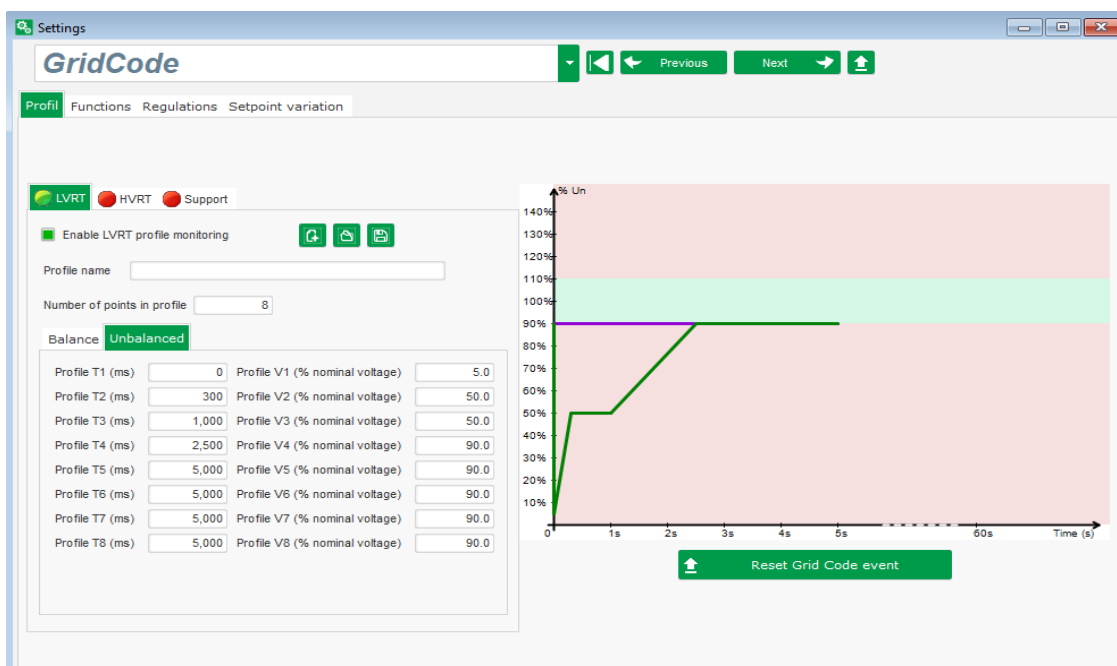 Settings
GridCode
Previous
Next
Profil Functions Regulations Setpoint variation
LVRT HVRT Support
Enable LVRT profile monitoring
Profile name
Number of points in profile 8
Balance Unbalanced
Profile T1 (ms) 0 Profile V1 (% nominal voltage) 5.0
Profile T2 (ms) 300 Profile V2 (% nominal voltage) 50.0
Profile T3 (ms) 1,000 Profile V3 (% nominal voltage) 50.0
Profile T4 (ms) 2,500 Profile V4 (% nominal voltage) 90.0
Profile T5 (ms) 5,000 Profile V5 (% nominal voltage) 90.0
Profile T6 (ms) 5,000 Profile V6 (% nominal voltage) 90.0
Profile T7 (ms) 5,000 Profile V7 (% nominal voltage) 90.0
Profile T8 (ms) 5,000 Profile V8 (% nominal voltage) 90.0
% Un
140%
130%
120%
110%
100%
90%
80%
70%
60%
50%
40%
30%
20%
10%
0 1s 2s 3s 4s 5s 60s Time (s)
Reset Grid Code event